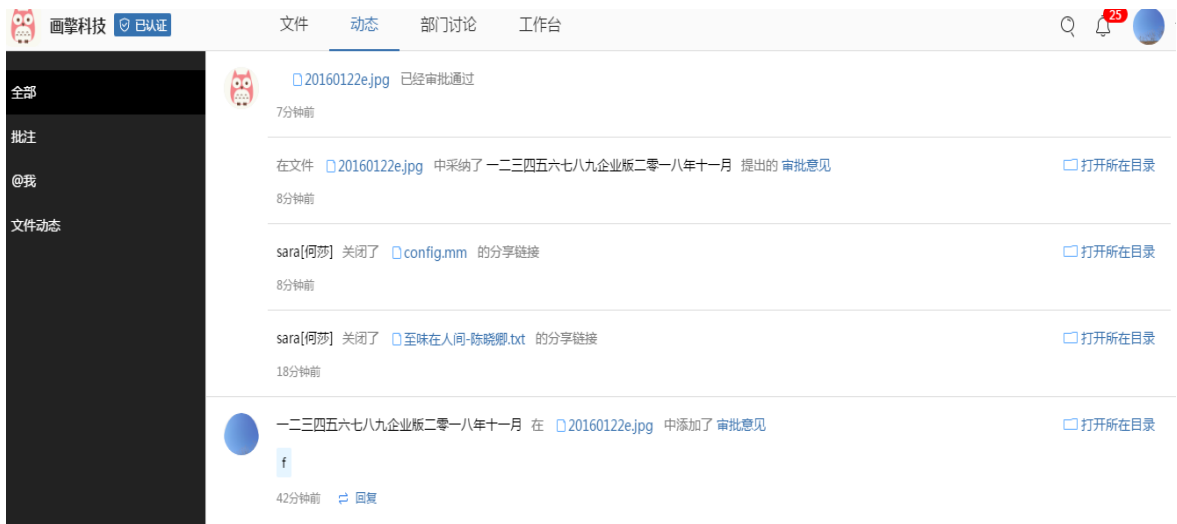 画擎科技 已认证 文件 动态 部门讨论 工作台 25
全部
批注
@我
文件动态
20160122e.jpg 已经审批通过
7分钟前
在文件 20160122e.jpg 中采纳了 一二三四五六七八九企业版二零一八年十一月 提出的 审批意见 打开所在目录
8分钟前
sara[何莎] 关闭了 config.mm 的分享链接 打开所在目录
8分钟前
sara[何莎] 关闭了 至味在人间-陈晓卿.txt 的分享链接 打开所在目录
18分钟前
一二三四五六七八九企业版二零一八年十一月 在 20160122e.jpg 中添加了 审批意见 打开所在目录
f
42分钟前 回复